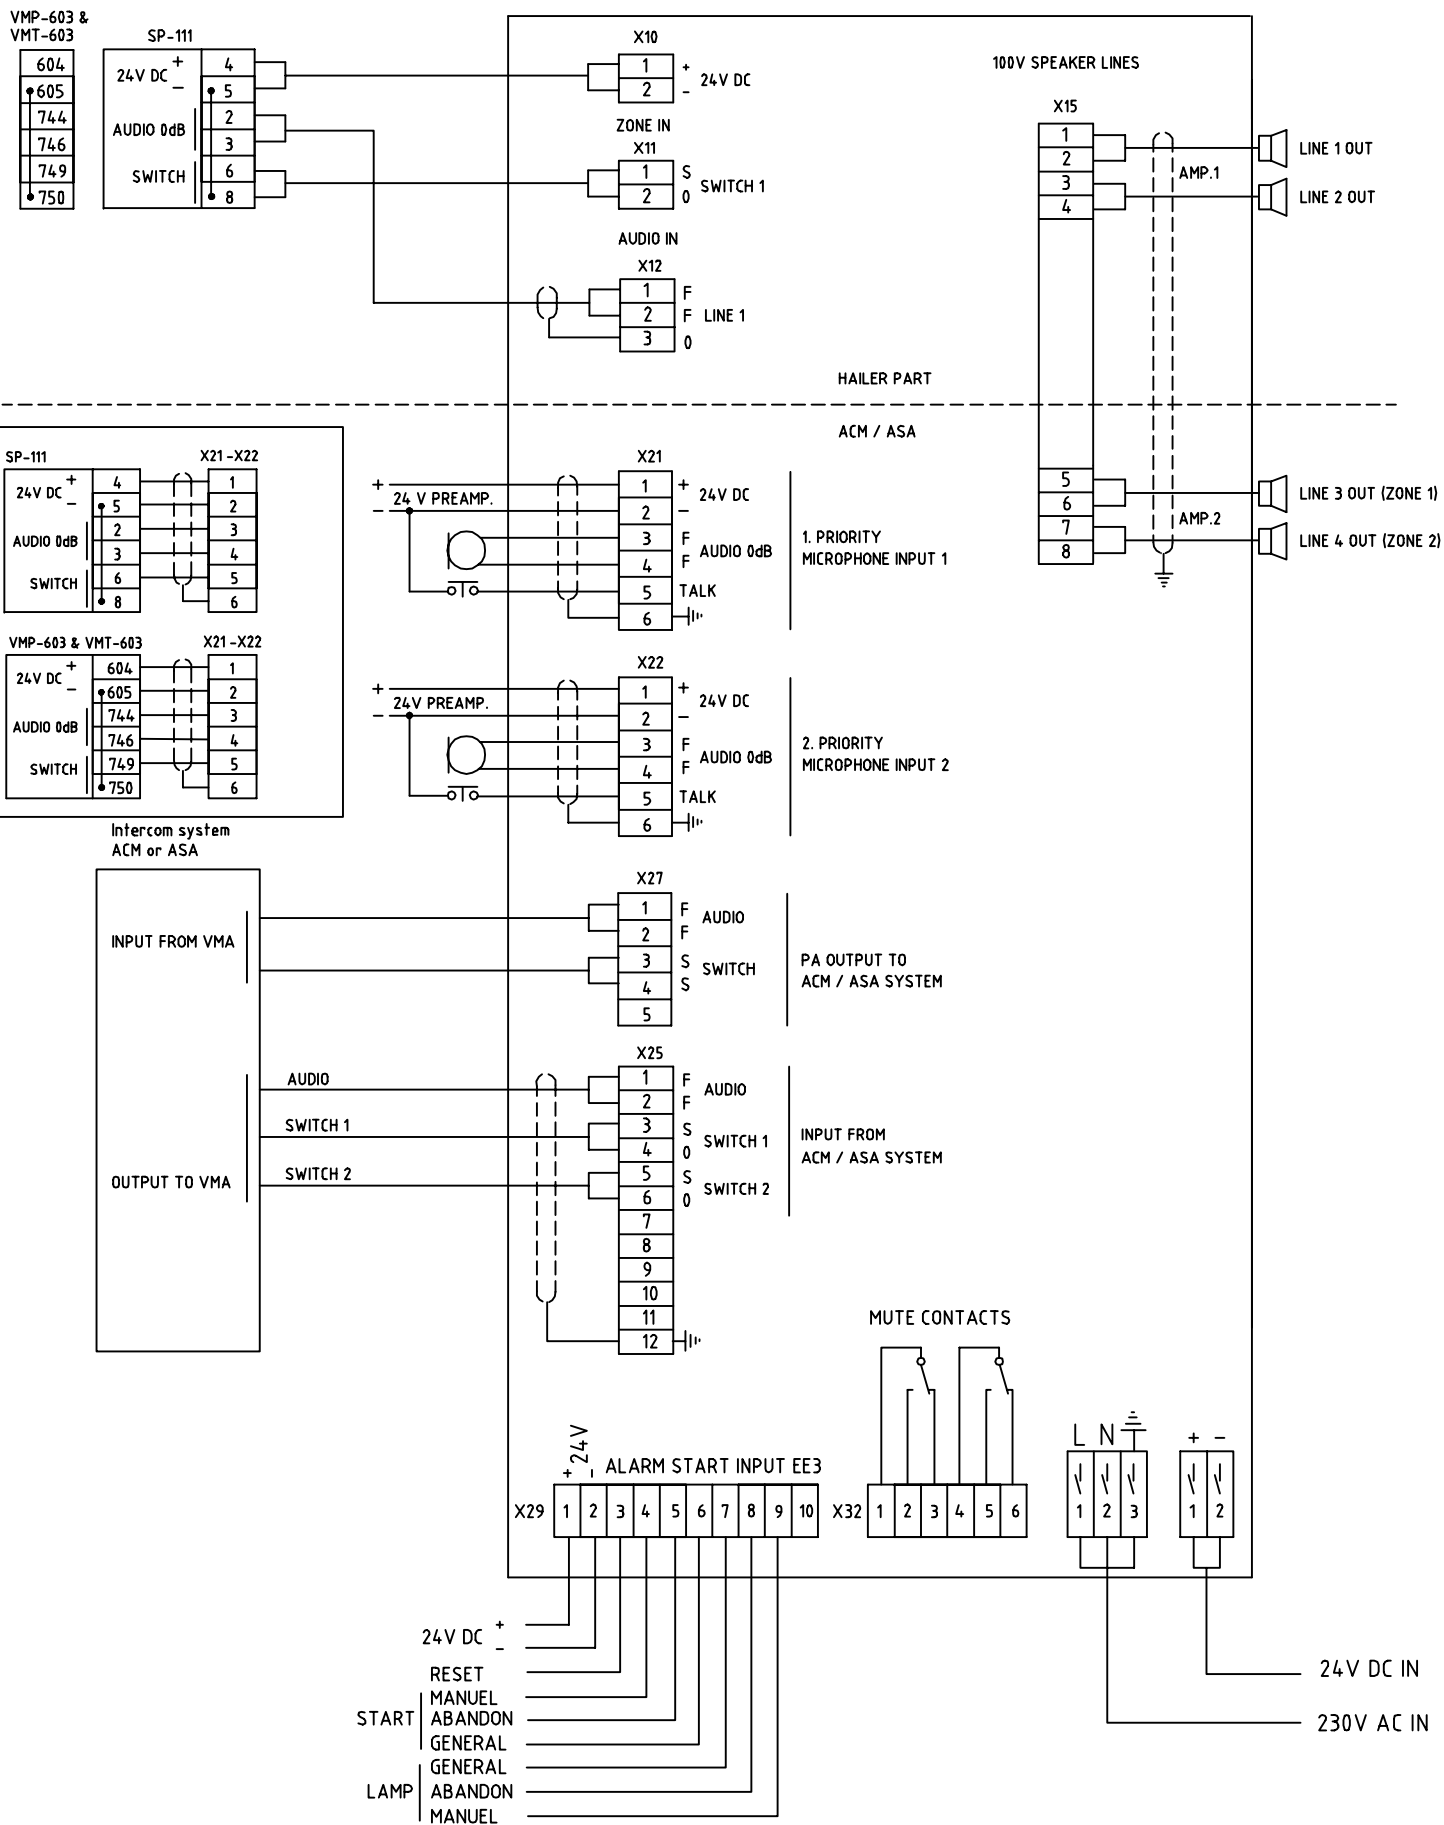 VMP-603 &
VMT-603
604
605
744
746
749
750
SP-111
24V DC + -
AUDIO 0dB
SWITCH
4
5
2
3
6
8
X10
1 +
2 -
24V DC
ZONE IN
X11
1 S
2 0
SWITCH 1
AUDIO IN
X12
1 F
2 F LINE 1
3 0
100V SPEAKER LINES
X15
1
2
3
4
AMP.1
LINE 1 OUT
LINE 2 OUT
HAILER PART
ACM / ASA
5
6
7
8
AMP.2
LINE 3 OUT (ZONE 1)
LINE 4 OUT (ZONE 2)
SP-111
X21-X22
24V DC + -
AUDIO 0dB
SWITCH
4 1
5 2
2 3
3 4
6 5
8 6
VMP-603 & VMT-603
X21-X22
24V DC + -
AUDIO 0dB
SWITCH
604 1
605 2
744 3
746 4
749 5
750 6
X21
+ -
24 V PREAMP.
1 +
2 -
24V DC
3 F
4 F
AUDIO 0dB
5 TALK
6
1. PRIORITY
MICROPHONE INPUT 1
X22
+ -
24V PREAMP.
1 +
2 -
24V DC
3 F
4 F
AUDIO 0dB
5 TALK
6
2. PRIORITY
MICROPHONE INPUT 2
Intercom system
ACM or ASA
INPUT FROM VMA
OUTPUT TO VMA
X27
1 F
2 F
AUDIO
3 S
4 S
SWITCH
5
PA OUTPUT TO
ACM / ASA SYSTEM
X25
AUDIO
SWITCH 1
SWITCH 2
1 F
2 F
AUDIO
3 S
4 0
SWITCH 1
5 S
6 0
SWITCH 2
7
8
9
10
11
12
INPUT FROM
ACM / ASA SYSTEM
MUTE CONTACTS
+ - 24V
ALARM START INPUT EE3
X29 1 2 3 4 5 6 7 8 9 10
X32 1 2 3 4 5 6
L N
1 2 3
+ -
1 2
24V DC + -
RESET
START
MANUEL
ABANDON
GENERAL
LAMP
GENERAL
ABANDON
MANUEL
24V DC IN
230V AC IN